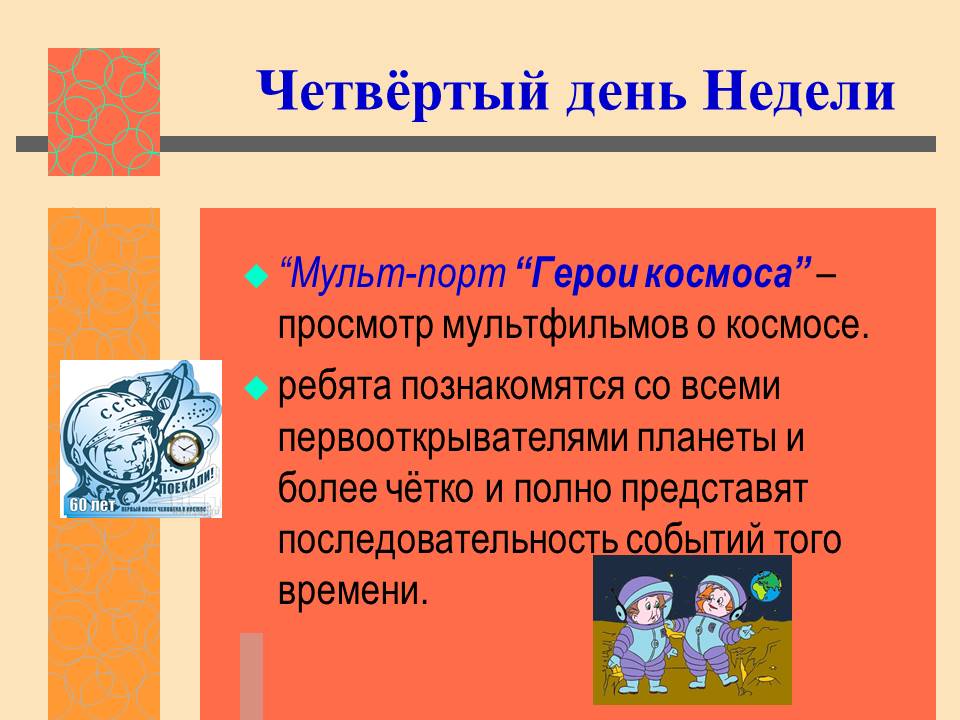 Четвёртый день Недели
“Мульт-порт “Герои космоса” –
просмотр мультфильмов о космосе.
ребята познакомятся со всеми
первооткрывателями планеты и
более чётко и полно представят
последовательность событий того
времени.
СССР
ПОЕХАЛИ!
60 лет
ПЕРВЫЙ ПОЛЕТ ЧЕЛОВЕКА В КОСМОС